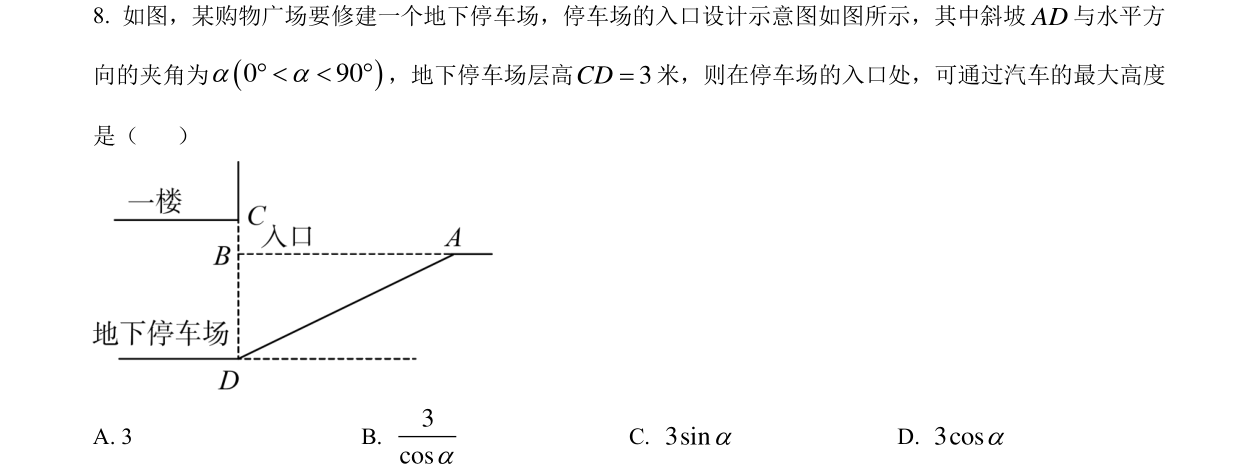 8. 如图，某购物广场要修建一个地下停车场，停车场的入口设计示意图如图所示，其中斜坡 AD 与水平方
向的夹角为 α(0°<α<90°)，地下停车场层高 CD=3 米，则在停车场的入口处，可通过汽车的最大高度
是（　　）
一楼
C
入口
A
B
地下停车场
D
A. 3 B. 3/cosα C. 3sinα D. 3cosα